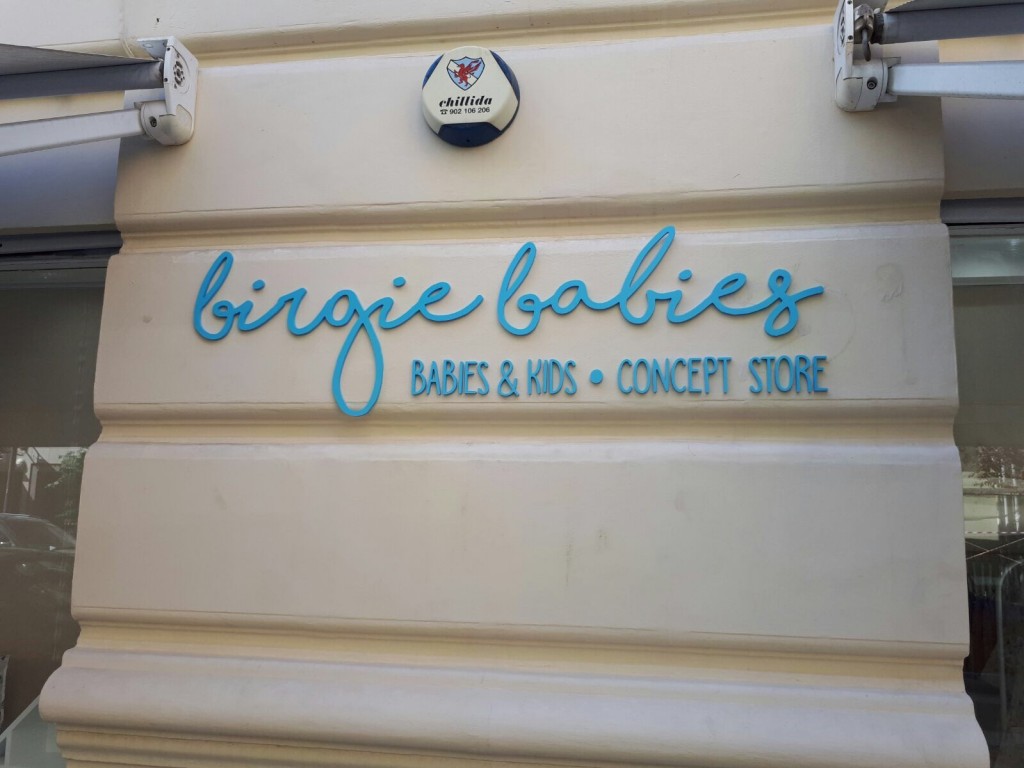 chillida
☎ 902 106 206
birgie babies
BABIES & KIDS • CONCEPT STORE